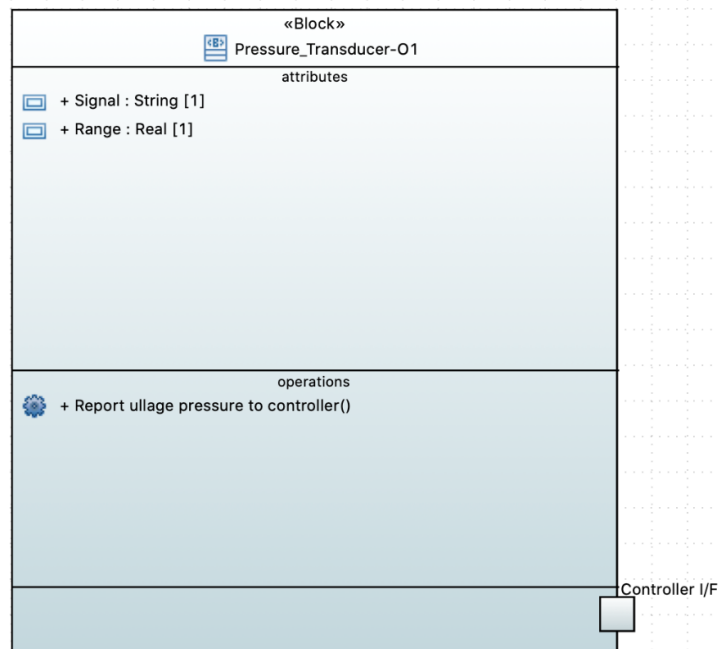 «Block»
Pressure_Transducer-O1
attributes
+ Signal : String [1]
+ Range : Real [1]
operations
+ Report ullage pressure to controller()
Controller I/F